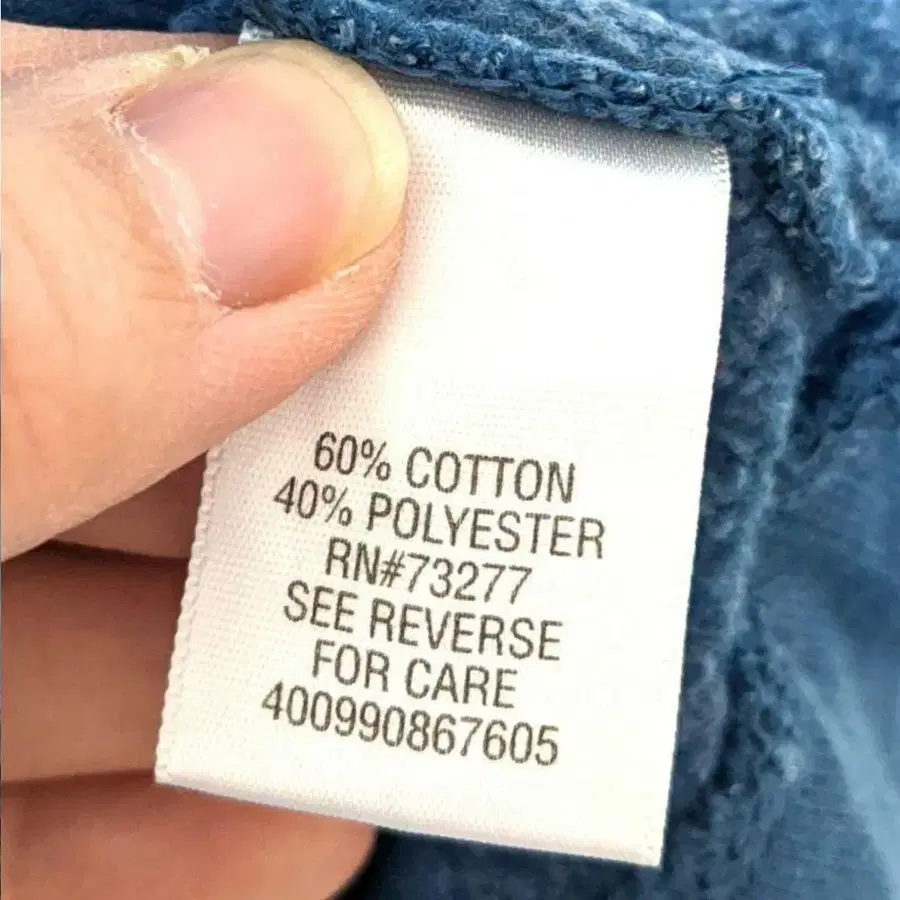 60% COTTON
40% POLYESTER
RN#73277
SEE REVERSE
FOR CARE
400990867605